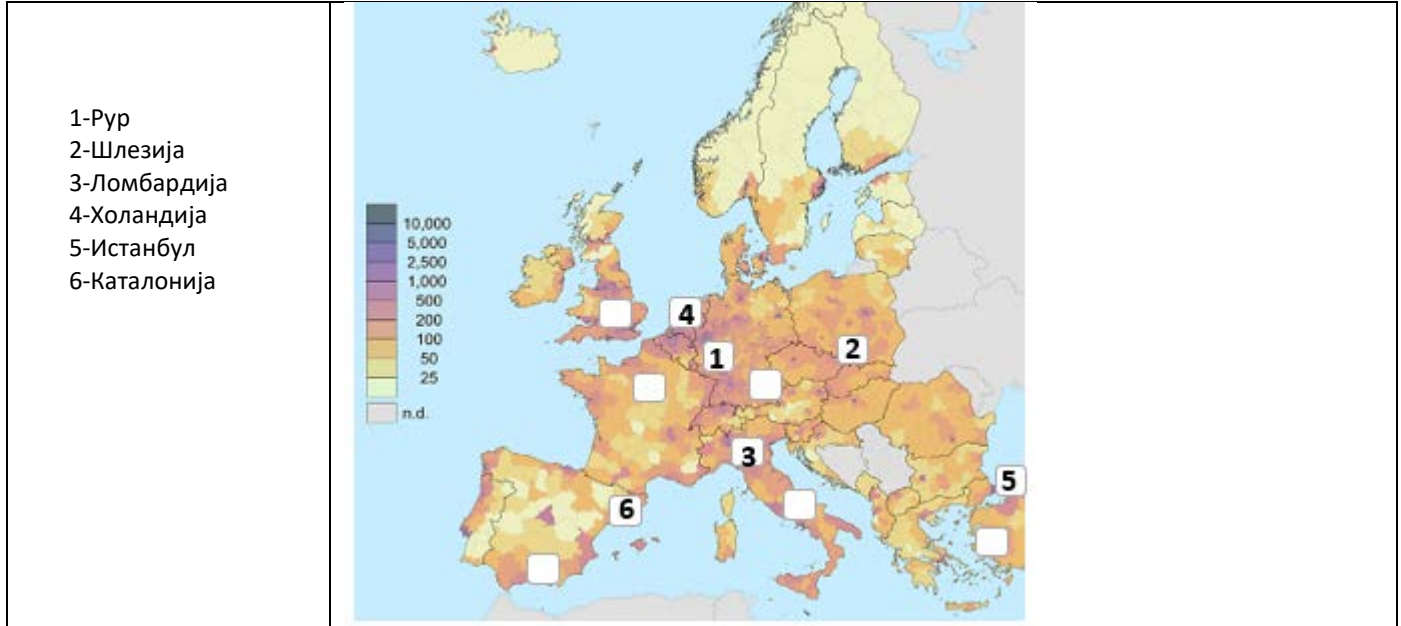 1-Рур
2-Шлезија
3-Ломбардија
4-Холандија
5-Истанбул
6-Каталонија
10,000
5,000
2,500
1,000
500
200
100
50
25
n.d.
4
2
1
3
5
6